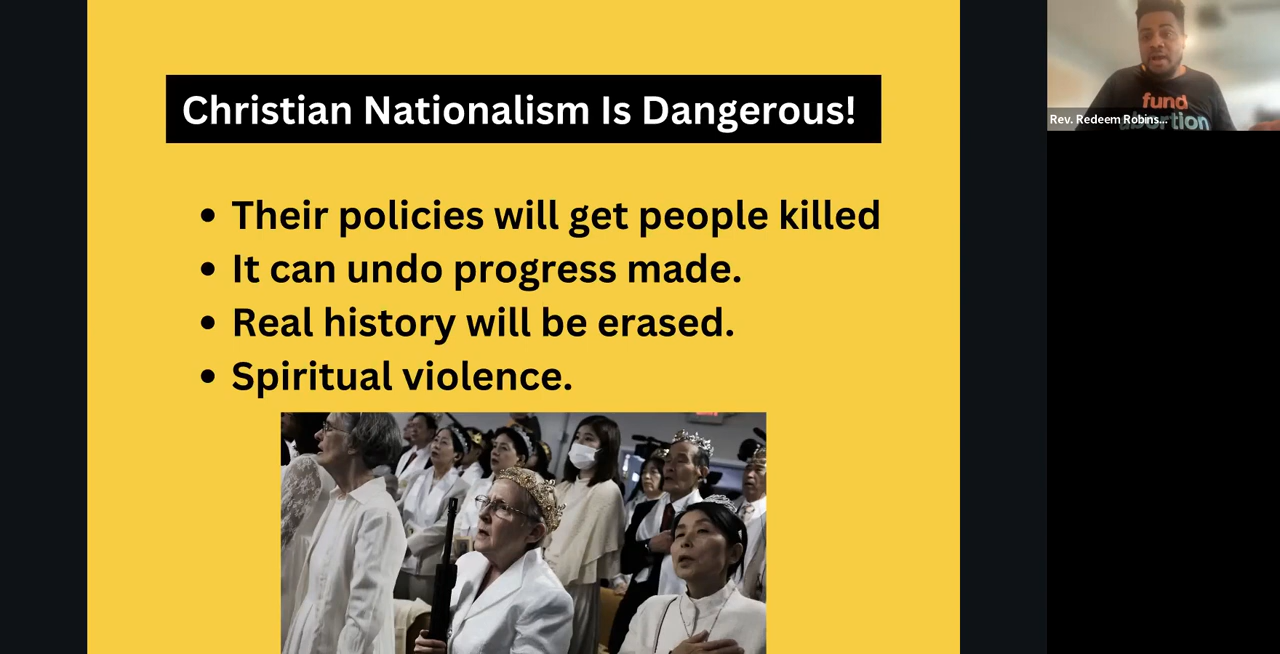 Christian Nationalism Is Dangerous!
• Their policies will get people killed
• It can undo progress made.
• Real history will be erased.
• Spiritual violence.
fund
abortion
Rev. Redeem Robins...